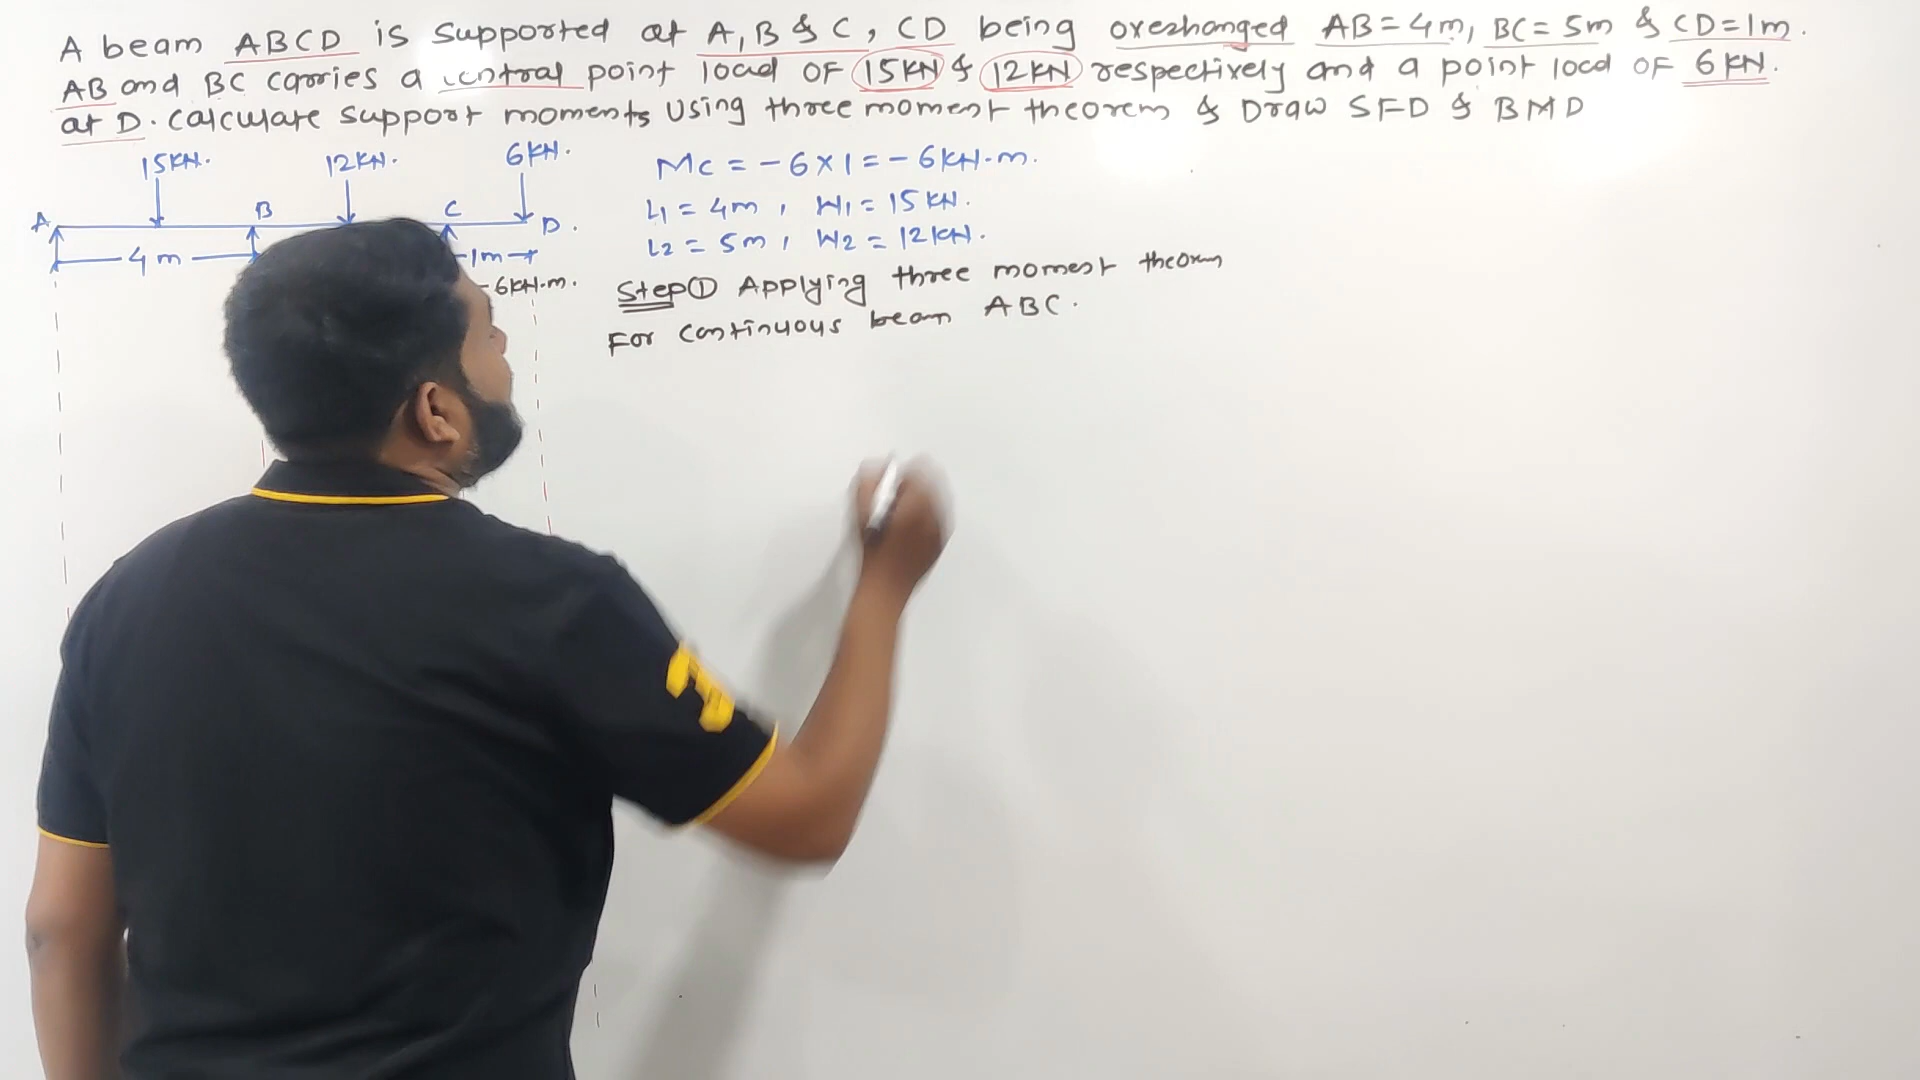 A beam ABCD is supported at A, B & C, CD being overhanged AB = 4m, BC = 5m & CD = 1m.
AB and BC carries a central point load OF 15KN & 12KN respectively and a point load OF 6KN.
at D. calculate support moments Using three moment theorem & Draw SFD & BMD
15KN. 12KN. 6KN.
A B C D.
4m 1m
-6KN.m.
Mc = -6 x 1 = -6KN-m.
L1 = 4m, W1 = 15KN.
L2 = 5m, W2 = 12KN.
Step① Applying three moment theorem
For continuous beam ABC.